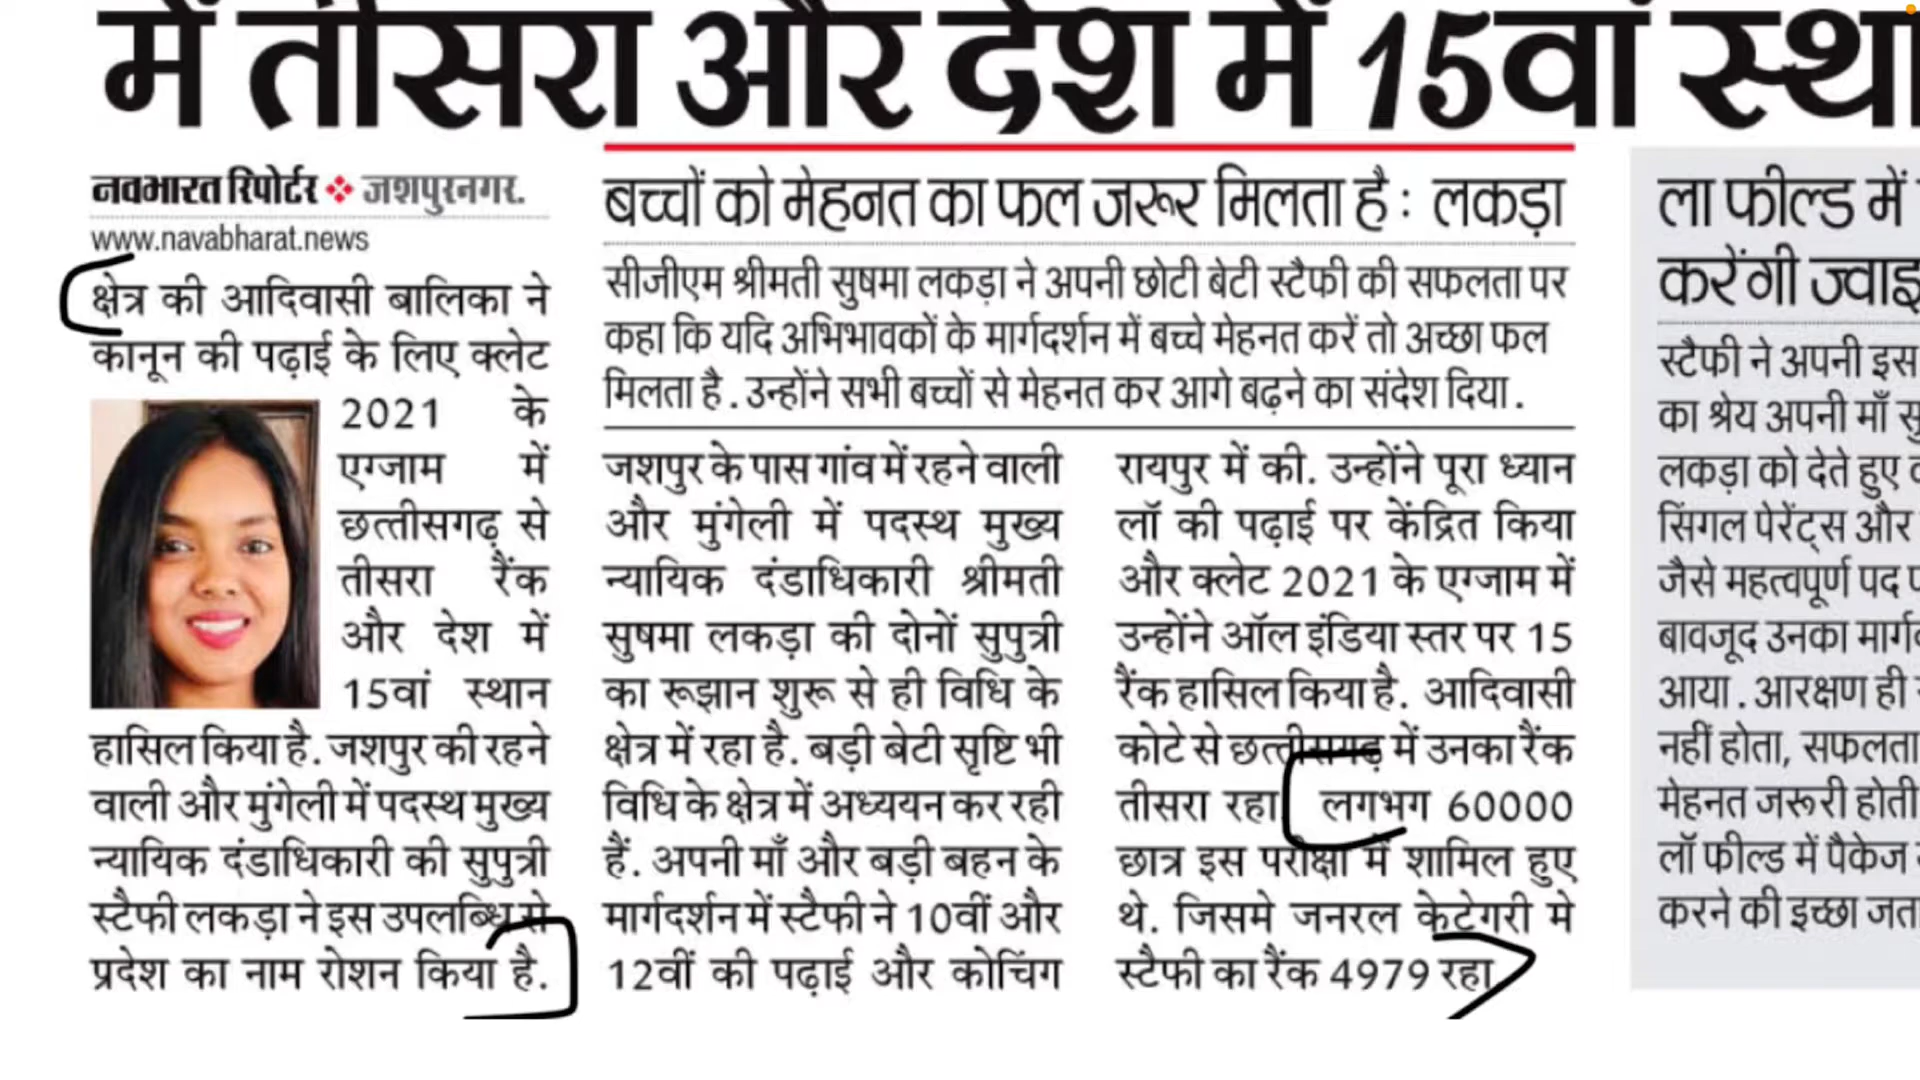 में तीसरा और देश में 15वां स्था
नवभारत रिपोर्टर ❖ जशपुरनगर.
www.navabharat.news
क्षेत्र की आदिवासी बालिका ने
कानून की पढ़ाई के लिए क्लेट
2021 के
एग्जाम में
छत्तीसगढ़ से
तीसरा रैंक
और देश में
15वां स्थान
हासिल किया है. जशपुर की रहने
वाली और मुंगेली में पदस्थ मुख्य
न्यायिक दंडाधिकारी की सुपुत्री
स्टैफी लकड़ा ने इस उपलब्धि से
प्रदेश का नाम रोशन किया है.
बच्चों को मेहनत का फल जरूर मिलता है : लकड़ा
सीजीएम श्रीमती सुषमा लकड़ा ने अपनी छोटी बेटी स्टैफी की सफलता पर
कहा कि यदि अभिभावकों के मार्गदर्शन में बच्चे मेहनत करें तो अच्छा फल
मिलता है . उन्होंने सभी बच्चों से मेहनत कर आगे बढ़ने का संदेश दिया .
जशपुर के पास गांव में रहने वाली
और मुंगेली में पदस्थ मुख्य
न्यायिक दंडाधिकारी श्रीमती
सुषमा लकड़ा की दोनों सुपुत्री
का रूझान शुरू से ही विधि के
क्षेत्र में रहा है. बड़ी बेटी सृष्टि भी
विधि के क्षेत्र में अध्ययन कर रही
हैं. अपनी माँ और बड़ी बहन के
मार्गदर्शन में स्टैफी ने 10वीं और
12वीं की पढ़ाई और कोचिंग
रायपुर में की. उन्होंने पूरा ध्यान
लॉ की पढ़ाई पर केंद्रित किया
और क्लेट 2021 के एग्जाम में
उन्होंने ऑल इंडिया स्तर पर 15
रैंक हासिल किया है. आदिवासी
कोटे से छत्तीसगढ़ में उनका रैंक
तीसरा रहा लगभग 60000
छात्र इस परीक्षा में शामिल हुए
थे. जिसमे जनरल केटेगरी मे
स्टैफी का रैंक 4979 रहा
ला फील्ड में
करेंगी ज्वाइ
स्टैफी ने अपनी इस
का श्रेय अपनी माँ सु
लकड़ा को देते हुए
सिंगल पेरेंट्स और
जैसे महत्वपूर्ण पद प
बावजूद उनका मार्ग
आया . आरक्षण ही
नहीं होता, सफलता
मेहनत जरूरी होती
लॉ फील्ड में पैकेज
करने की इच्छा जत